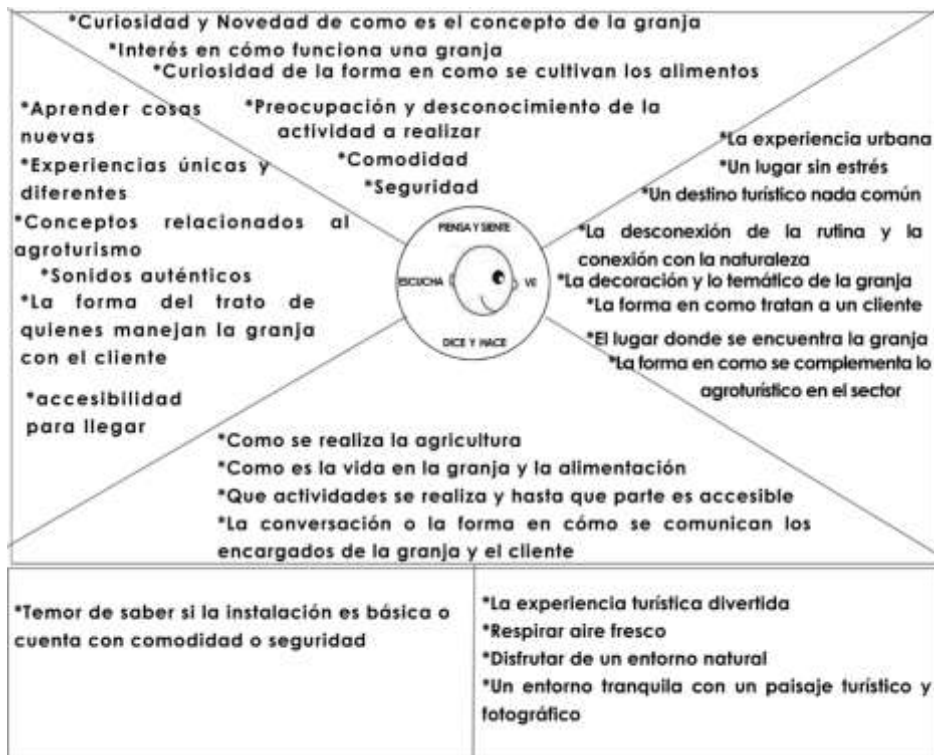 *Curiosidad y Novedad de como es el concepto de la granja
*Interés en cómo funciona una granja
*Curiosidad de la forma en como se cultivan los alimentos
*Preocupación y desconocimiento de la
actividad a realizar
*Comodidad
*Seguridad
*Aprender cosas
nuevas
*Experiencias únicas y
diferentes
*Conceptos relacionados al
agroturismo
*Sonidos auténticos
*La forma del trato de
quienes manejan la granja
con el cliente
*accesibilidad
para llegar
PIENSA Y SIENTE
ESCUCHA
VE
DICE Y HACE
*La experiencia urbana
*Un lugar sin estrés
*Un destino turístico nada común
*La desconexión de la rutina y la
conexión con la naturaleza
*La decoración y lo temático de la granja
*La forma en como tratan a un cliente
*El lugar donde se encuentra la granja
*La forma en como se complementa lo
agroturístico en el sector
*Como se realiza la agricultura
*Como es la vida en la granja y la alimentación
*Que actividades se realiza y hasta que parte es accesible
*La conversación o la forma en cómo se comunican los
encargados de la granja y el cliente
*Temor de saber si la instalación es básica o
cuenta con comodidad o seguridad
*La experiencia turística divertida
*Respirar aire fresco
*Disfrutar de un entorno natural
*Un entorno tranquila con un paisaje turístico y
fotográfico